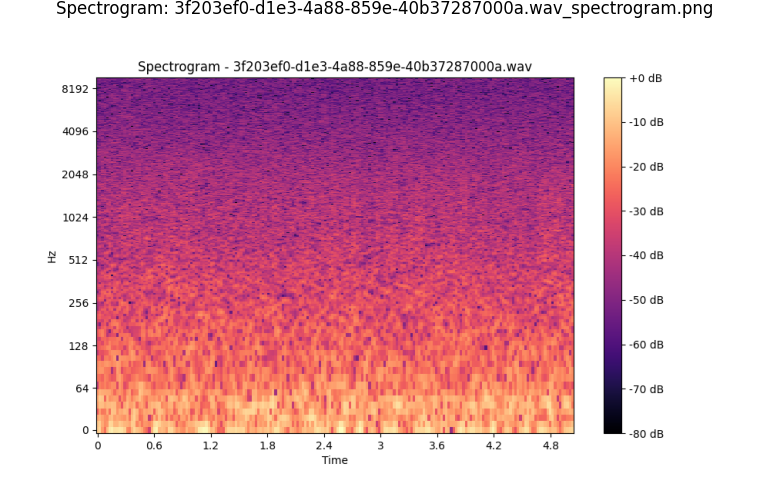 Spectrogram: 3f203ef0-d1e3-4a88-859e-40b37287000a.wav_spectrogram.png
Spectrogram - 3f203ef0-d1e3-4a88-859e-40b37287000a.wav
8192
4096
2048
1024
512
256
128
64
0
Hz
0 0.6 1.2 1.8 2.4 3 3.6 4.2 4.8
Time
+0 dB
-10 dB
-20 dB
-30 dB
-40 dB
-50 dB
-60 dB
-70 dB
-80 dB